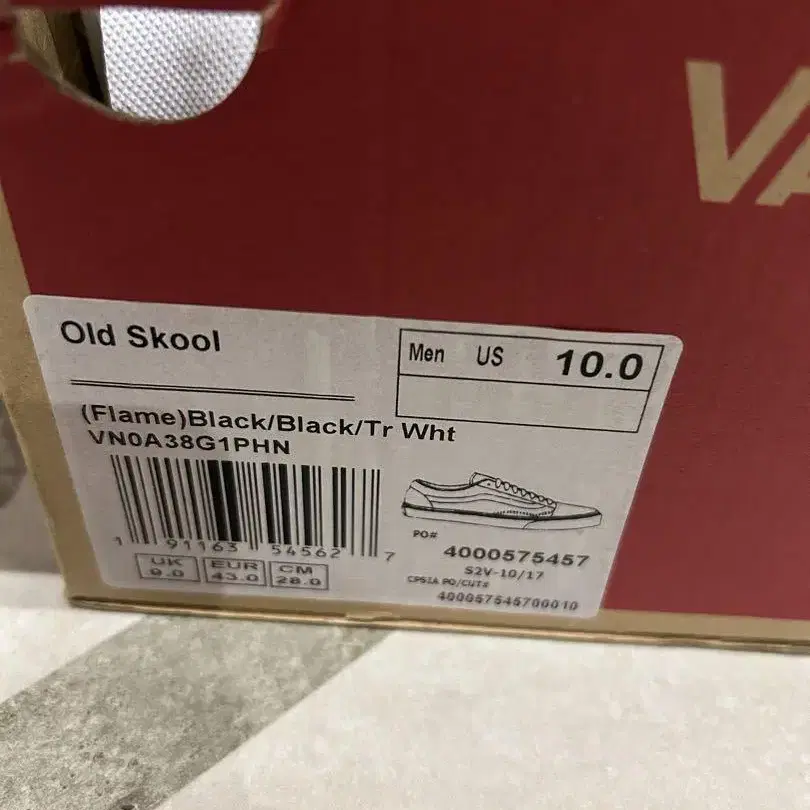 VA
Old Skool
Men US 10.0
(Flame)Black/Black/Tr Wht
VN0A38G1PHN
1 91163 54562 7
UK EUR CM
9.0 43.0 28.0
PO#
4000575457
S2V-10/17
CPSIA PO/CUT#
400057545700010